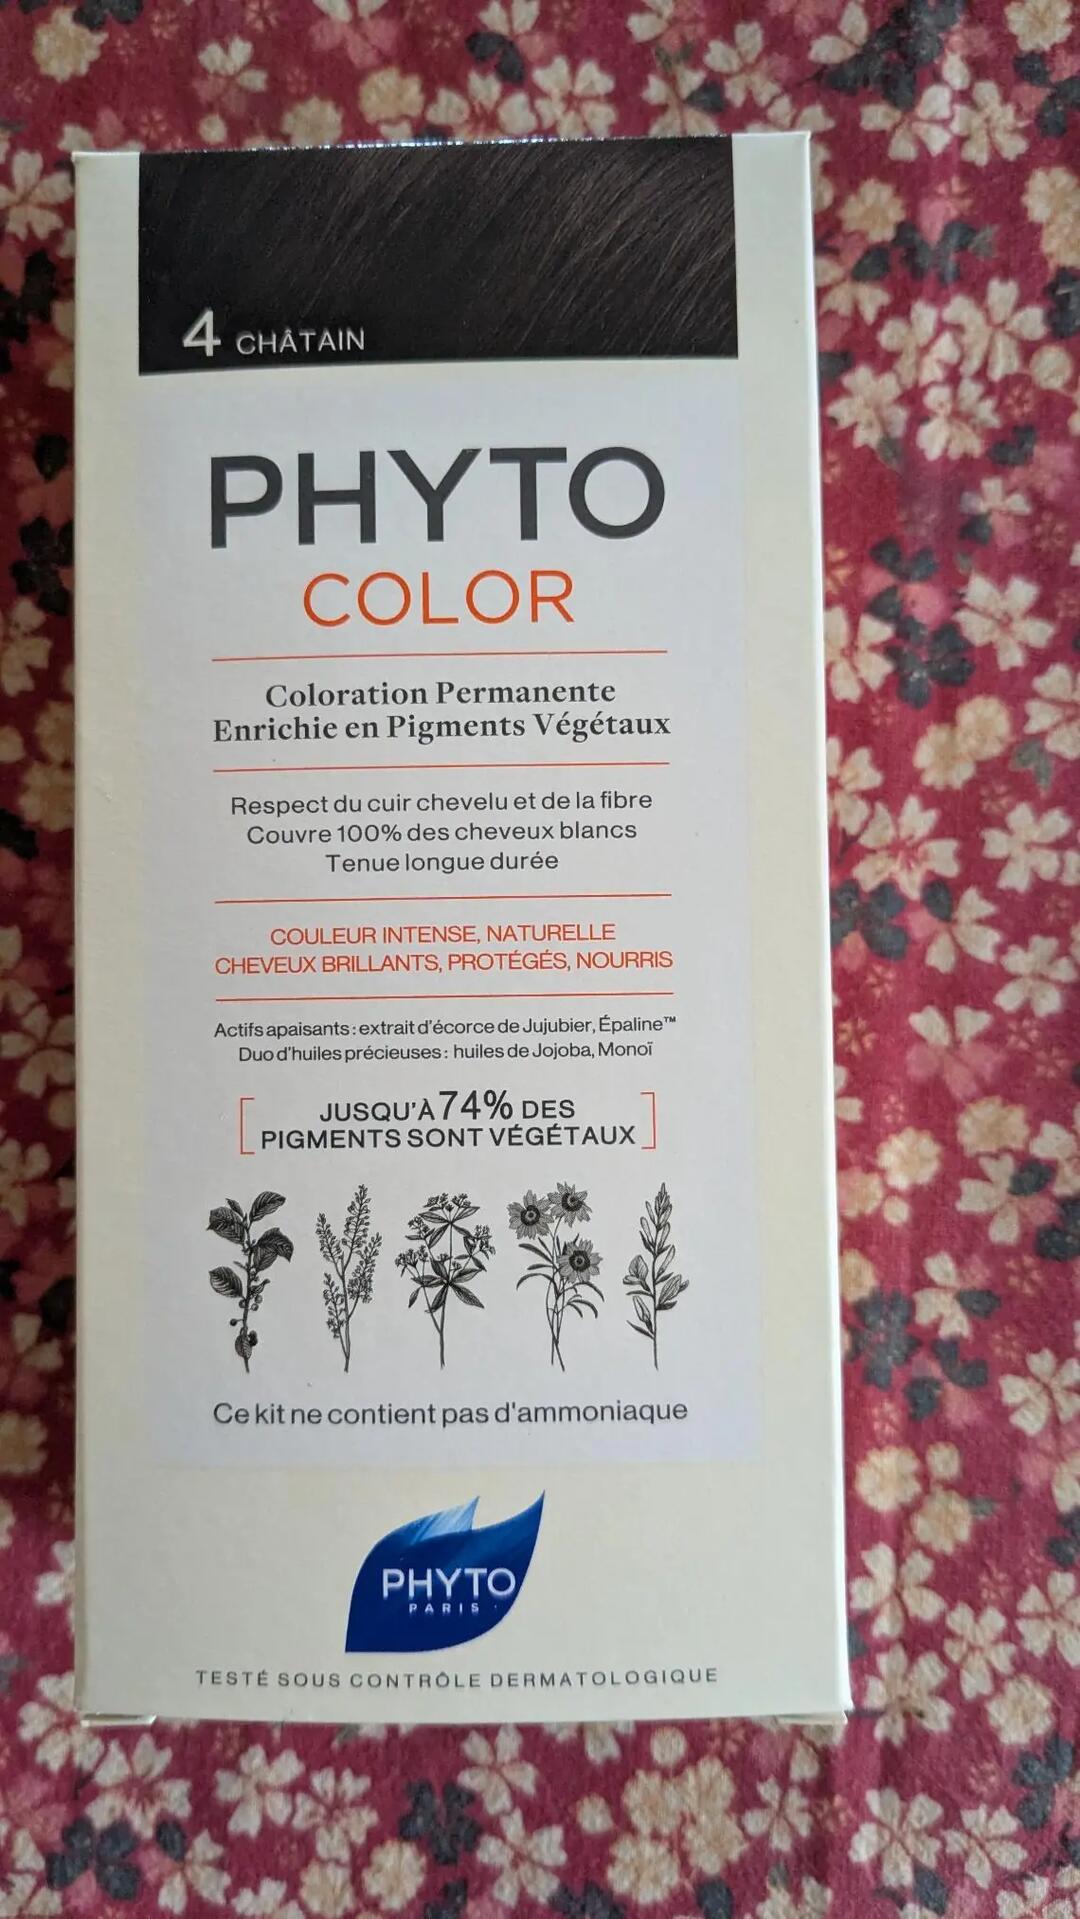 4 CHÂTAIN
PHYTO
COLOR
Coloration Permanente
Enrichie en Pigments Végétaux
Respect du cuir chevelu et de la fibre
Couvre 100% des cheveux blancs
Tenue longue durée
COULEUR INTENSE, NATURELLE
CHEVEUX BRILLANTS, PROTÉGÉS, NOURRIS
Actifs apaisants : extrait d'écorce de Jujubier, Épaline™
Duo d'huiles précieuses : huiles de Jojoba, Monoï
JUSQU'À 74% DES
PIGMENTS SONT VÉGÉTAUX
Ce kit ne contient pas d'ammoniaque
PHYTO
PARIS
TESTÉ SOUS CONTRÔLE DERMATOLOGIQUE